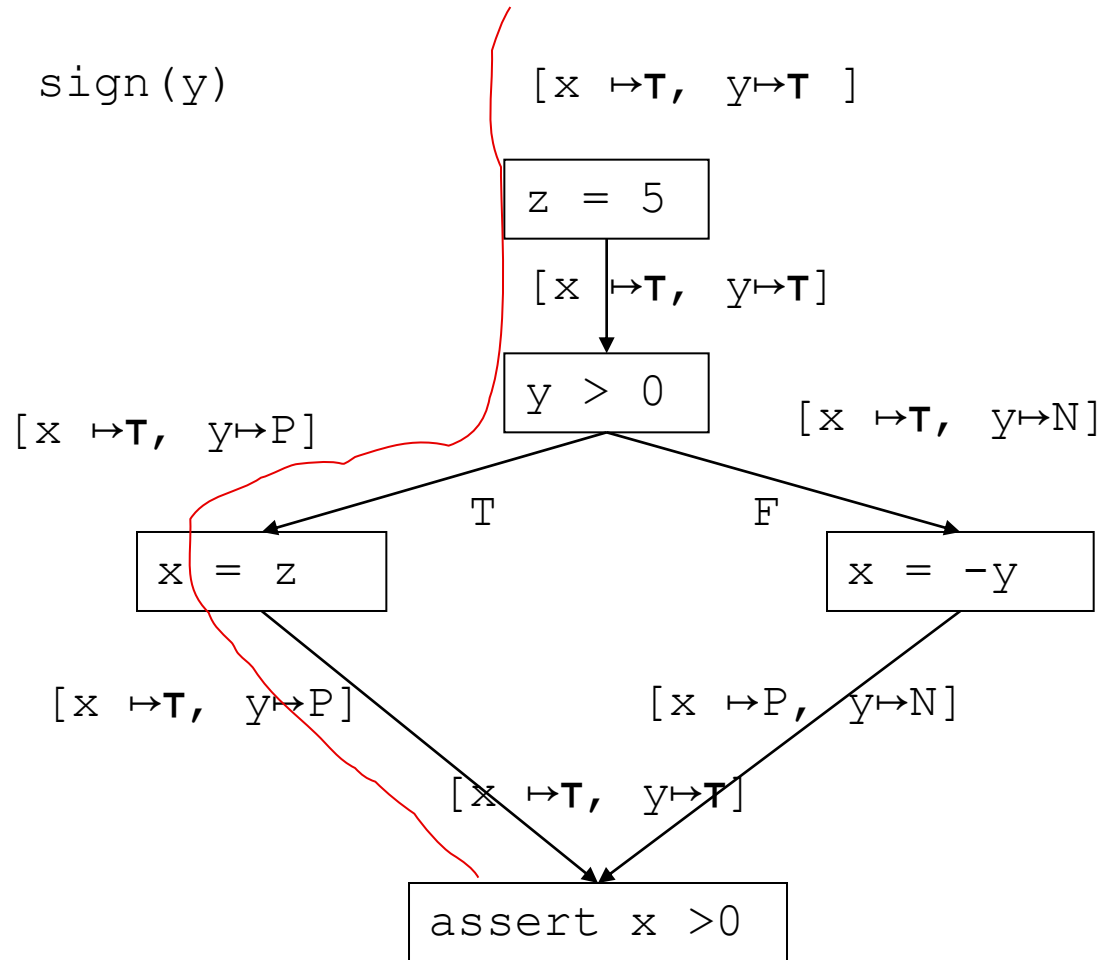 sign(y)
[x ↦⊤, y↦⊤ ]
z = 5
[x ↦⊤, y↦⊤]
y > 0
[x ↦⊤, y↦P]
[x ↦⊤, y↦N]
T
F
x = z
x = -y
[x ↦⊤, y↦P]
[x ↦P, y↦N]
[x ↦⊤, y↦⊤]
assert x >0